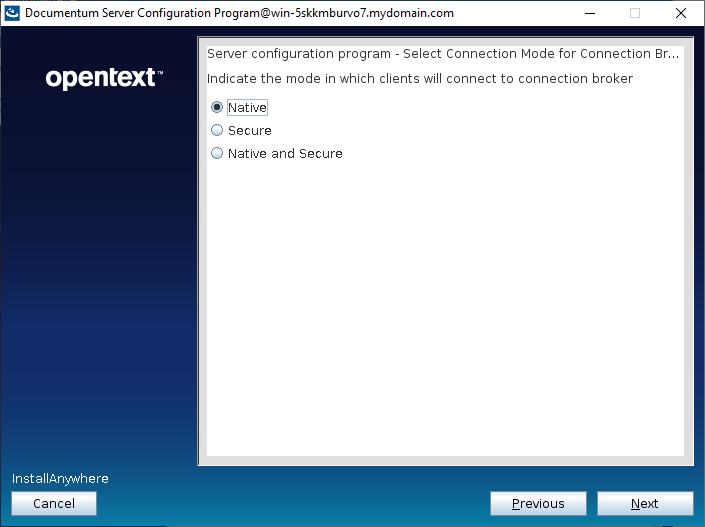 Documentum Server Configuration Program@win-5skkmburvo7.mydomain.com
opentext™
Server configuration program - Select Connection Mode for Connection Br...
Indicate the mode in which clients will connect to connection broker
Native
Secure
Native and Secure
InstallAnywhere
Cancel
Previous
Next